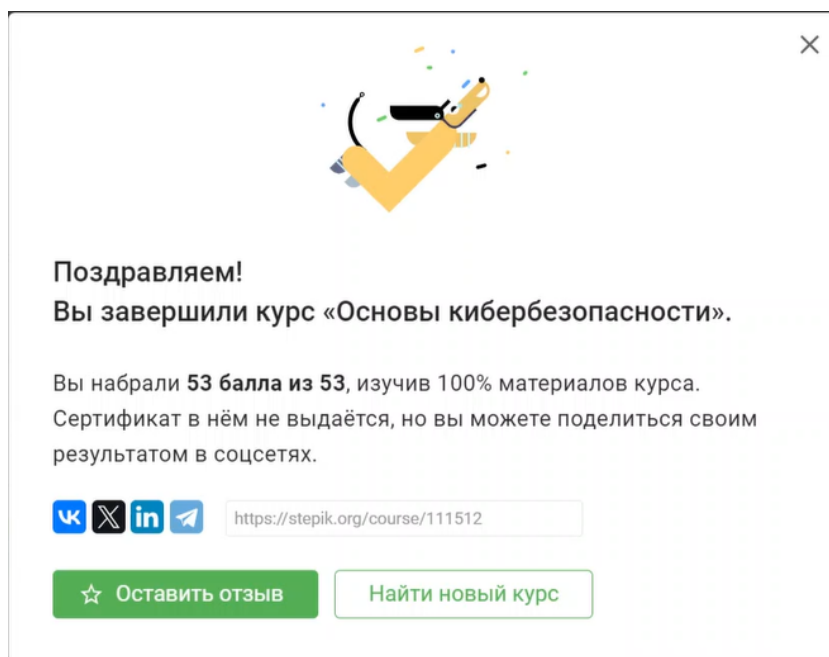 Поздравляем!
Вы завершили курс «Основы кибербезопасности».
Вы набрали 53 балла из 53, изучив 100% материалов курса.
Сертификат в нём не выдаётся, но вы можете поделиться своим
результатом в соцсетях.
https://stepik.org/course/111512
Оставить отзыв
Найти новый курс